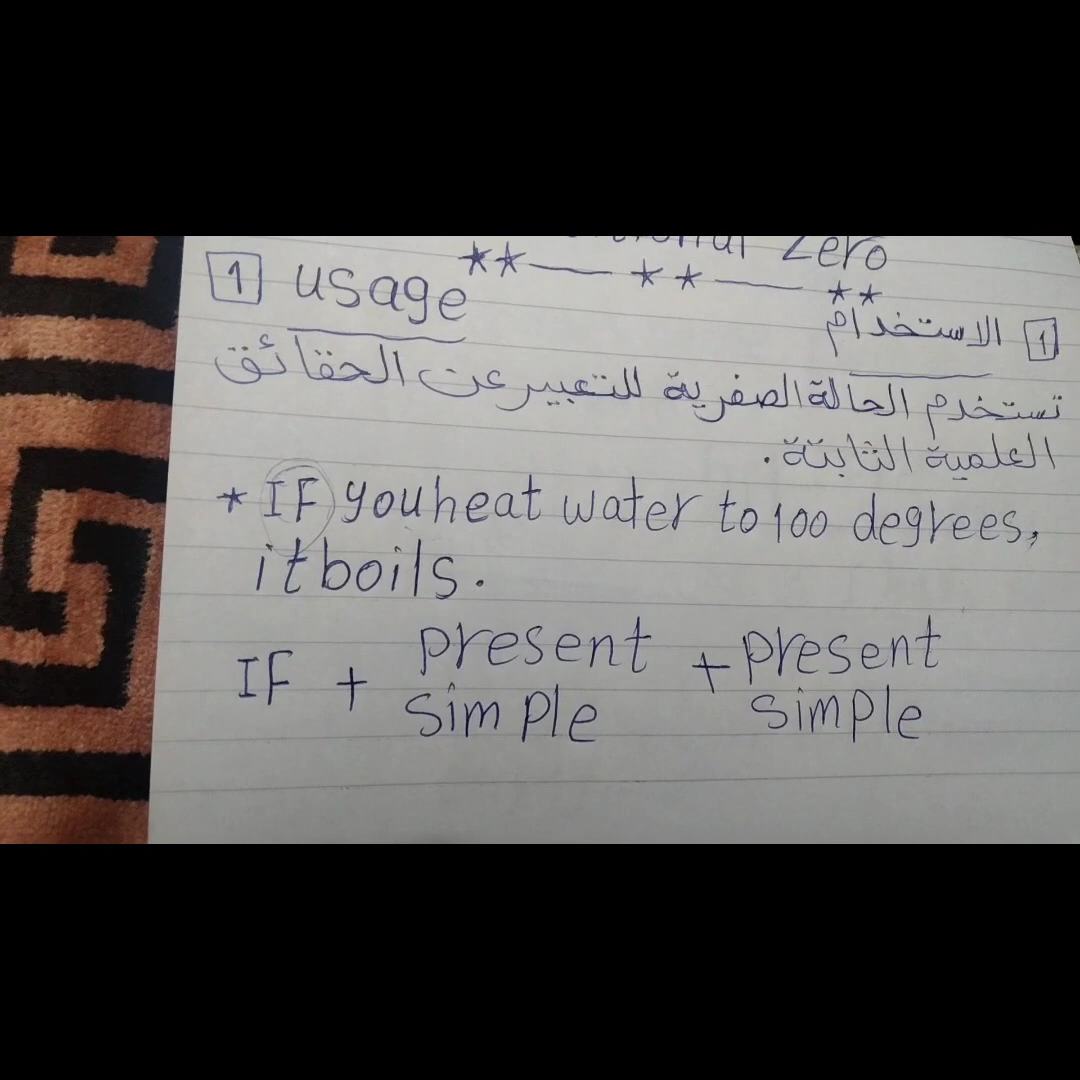 Zero
** — ** — **
1 usage
1 الاستخدام
تستخدم الحالة الصفرية للتعبير عن الحقائق
العلمية الثابتة.
* IF you heat water to 100 degrees,
it boils.
IF + present simple + present simple